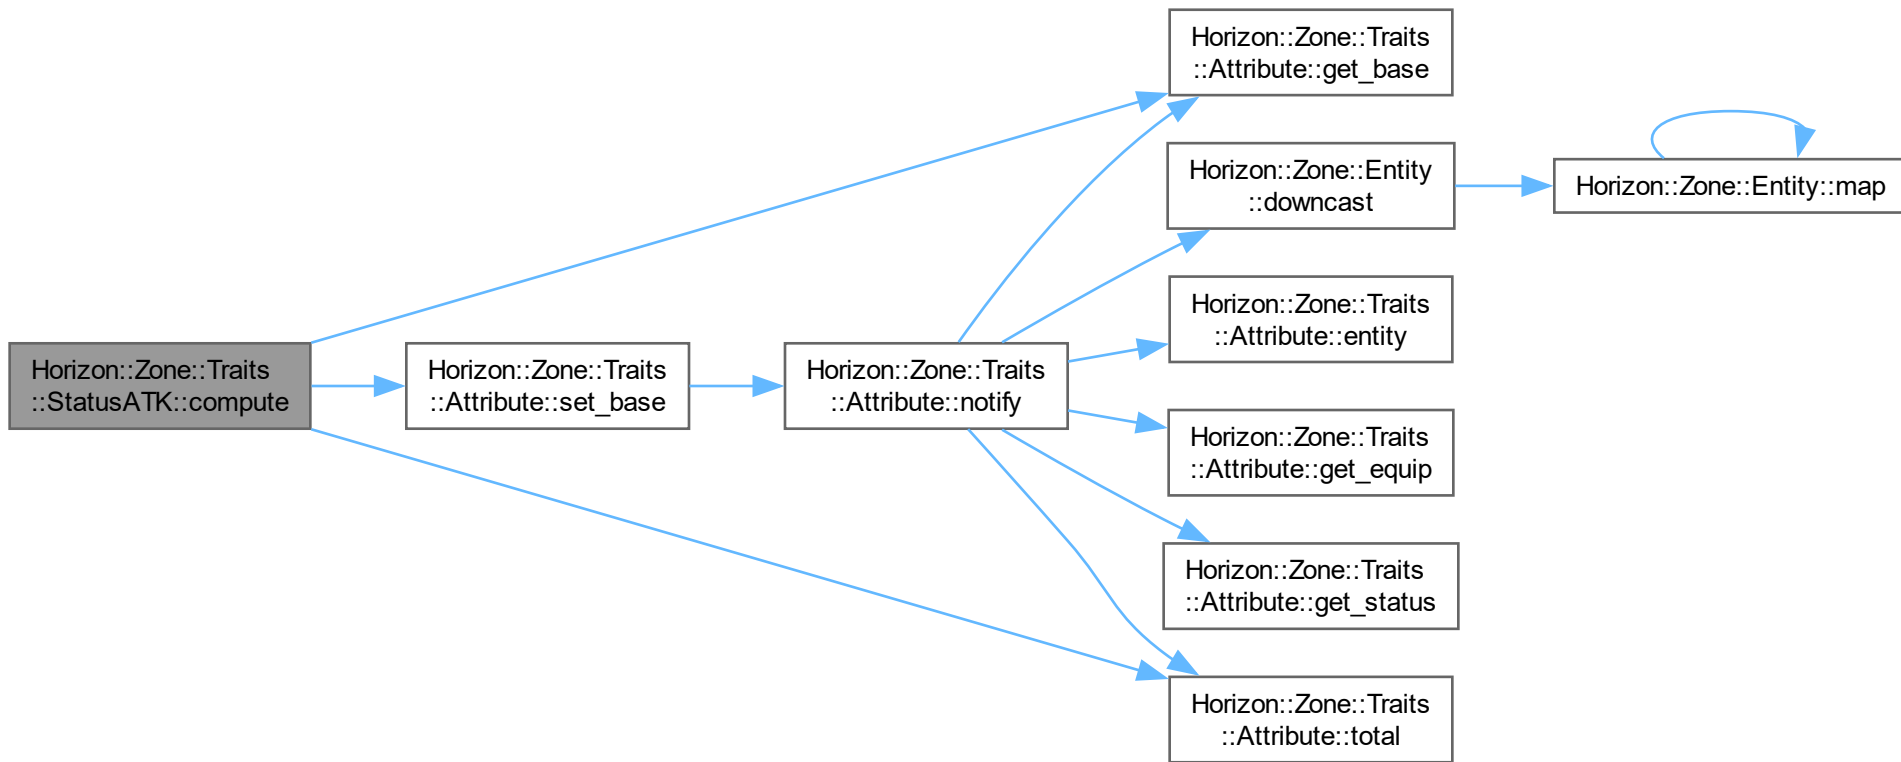 Horizon::Zone::Traits
::StatusATK::compute
Horizon::Zone::Traits
::Attribute::set_base
Horizon::Zone::Traits
::Attribute::notify
Horizon::Zone::Traits
::Attribute::get_base
Horizon::Zone::Entity
::downcast
Horizon::Zone::Traits
::Attribute::entity
Horizon::Zone::Traits
::Attribute::get_equip
Horizon::Zone::Traits
::Attribute::get_status
Horizon::Zone::Traits
::Attribute::total
Horizon::Zone::Entity::map